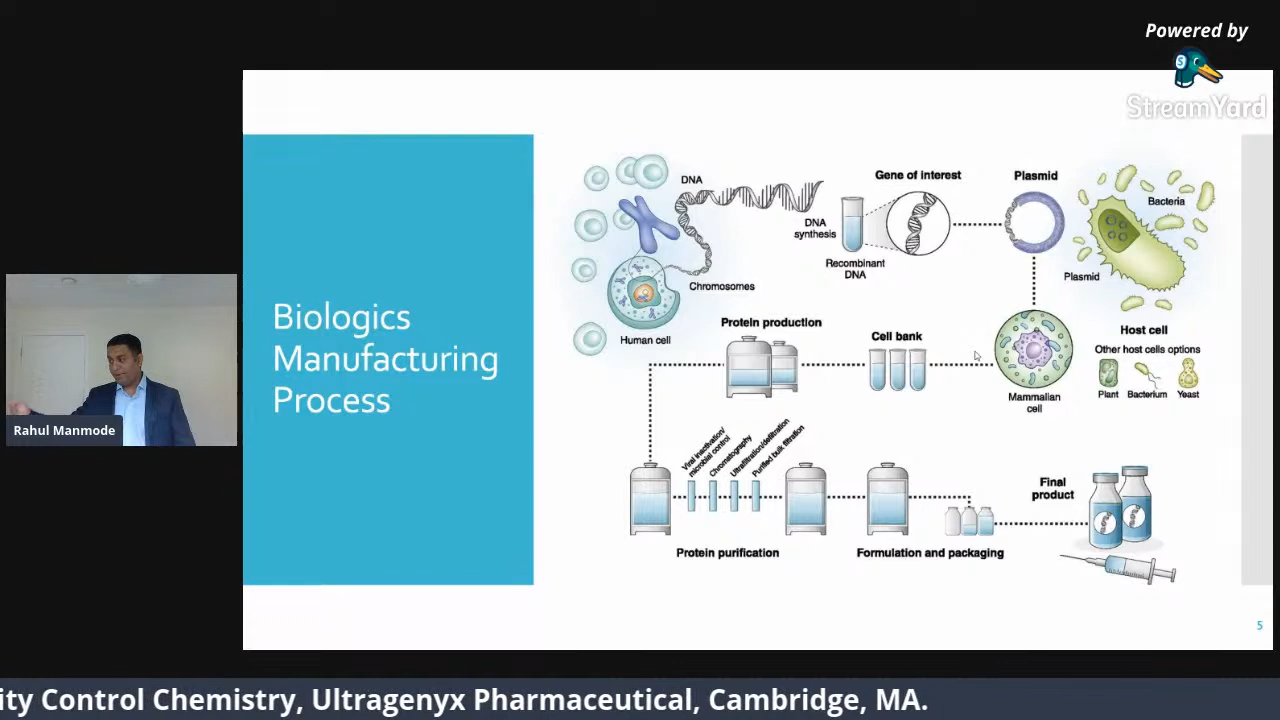 Powered by
StreamYard
Biologics
Manufacturing
Process
DNA
Gene of interest
Plasmid
Bacteria
DNA
synthesis
Recombinant
DNA
Plasmid
Chromosomes
Human cell
Protein production
Cell bank
Host cell
Other host cells options
Plant
Bacterium
Yeast
Mammalian
cell
Viral inactivation/
microbial control
Chromatography
Ultrafiltration/defiltration
Purified bulk filtration
Final
product
Protein purification
Formulation and packaging
5
Rahul Manmode
ity Control Chemistry, Ultragenyx Pharmaceutical, Cambridge, MA.